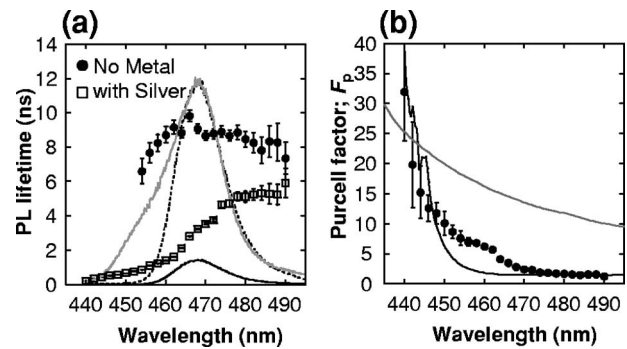 (a)
PL lifetime (ns)
14
12
10
8
6
4
2
0
No Metal
with Silver
440 450 460 470 480 490
Wavelength (nm)
(b)
Purcell factor; Fp
40
35
30
25
20
15
10
5
0
440 450 460 470 480 490
Wavelength (nm)